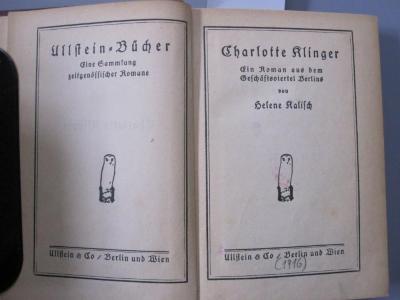 Ullstein-Bücher
Eine Sammlung
zeitgenössischer Romane
Ullstein & Co / Berlin und Wien
Charlotte Klinger
Ein Roman aus dem
Geschäftsviertel Berlins
von
Helene Kalisch
Ullstein & Co / Berlin und Wien
(1916)